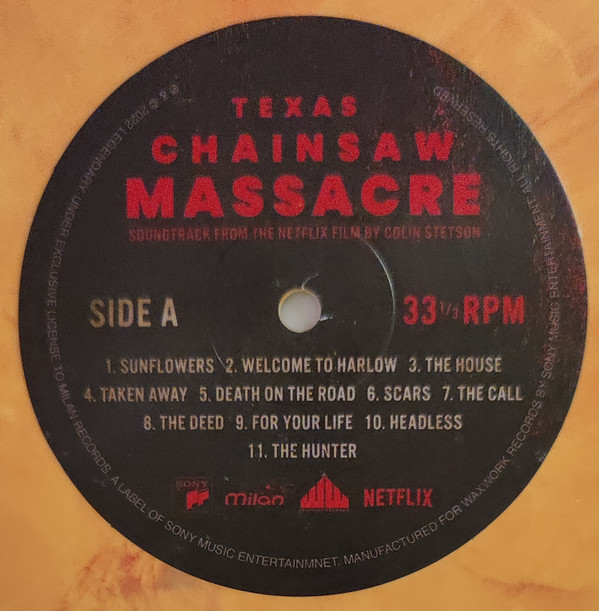 TEXAS
CHAINSAW
MASSACRE
SOUNDTRACK FROM THE NETFLIX FILM BY COLIN STETSON
SIDE A
33 1/3 RPM
1. SUNFLOWERS 2. WELCOME TO HARLOW 3. THE HOUSE
4. TAKEN AWAY 5. DEATH ON THE ROAD 6. SCARS 7. THE CALL
8. THE DEED 9. FOR YOUR LIFE 10. HEADLESS
11. THE HUNTER
SONY
milan
NETFLIX
℗ & © 2022 LEGENDARY. UNDER EXCLUSIVE LICENSE TO MILAN RECORDS, A LABEL OF SONY MUSIC ENTERTAINMNET. MANUFACTURED FOR WAXWORK RECORDS BY SONY MUSIC ENTERTAINMENT. ALL RIGHTS RESERVED